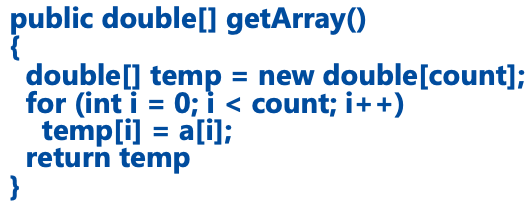 public double[] getArray()
{
double[] temp = new double[count];
for (int i = 0; i < count; i++)
temp[i] = a[i];
return temp
}